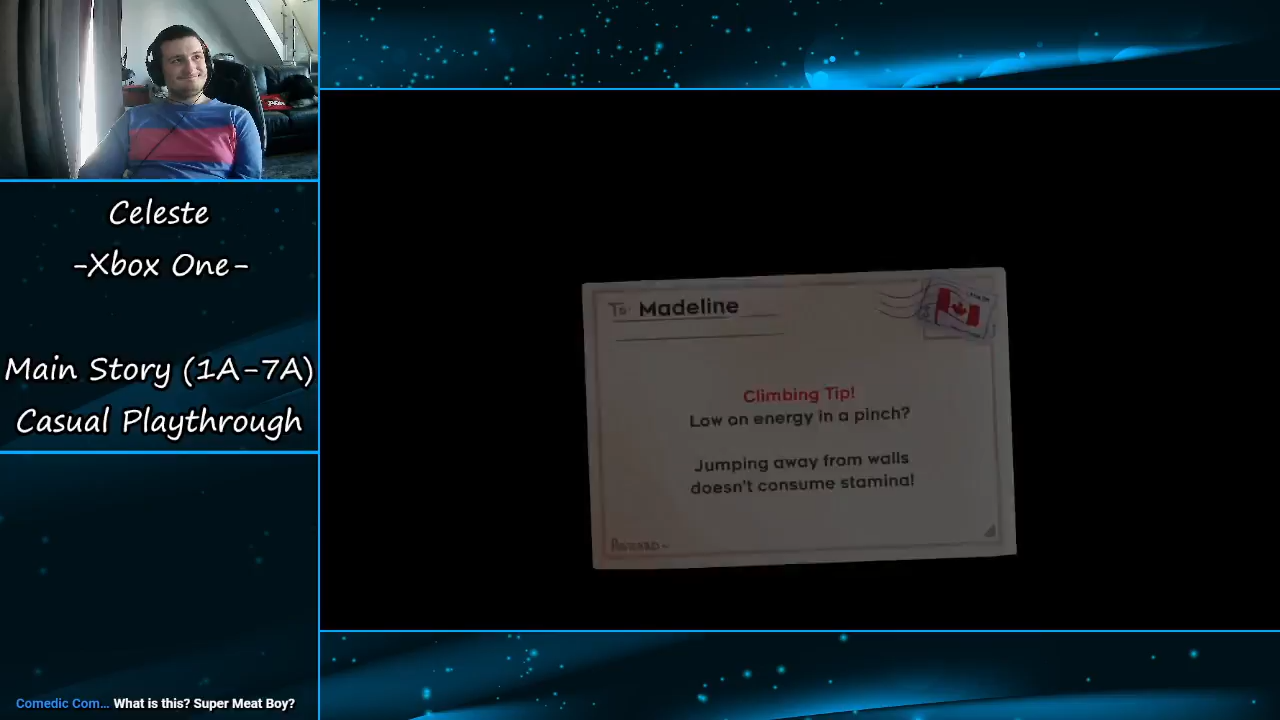 Celeste
-Xbox One-
Main Story (1A-7A)
Casual Playthrough
To: Madeline
Climbing Tip!
Low on energy in a pinch?
Jumping away from walls
doesn't consume stamina!
Comedic Com... What is this? Super Meat Boy?